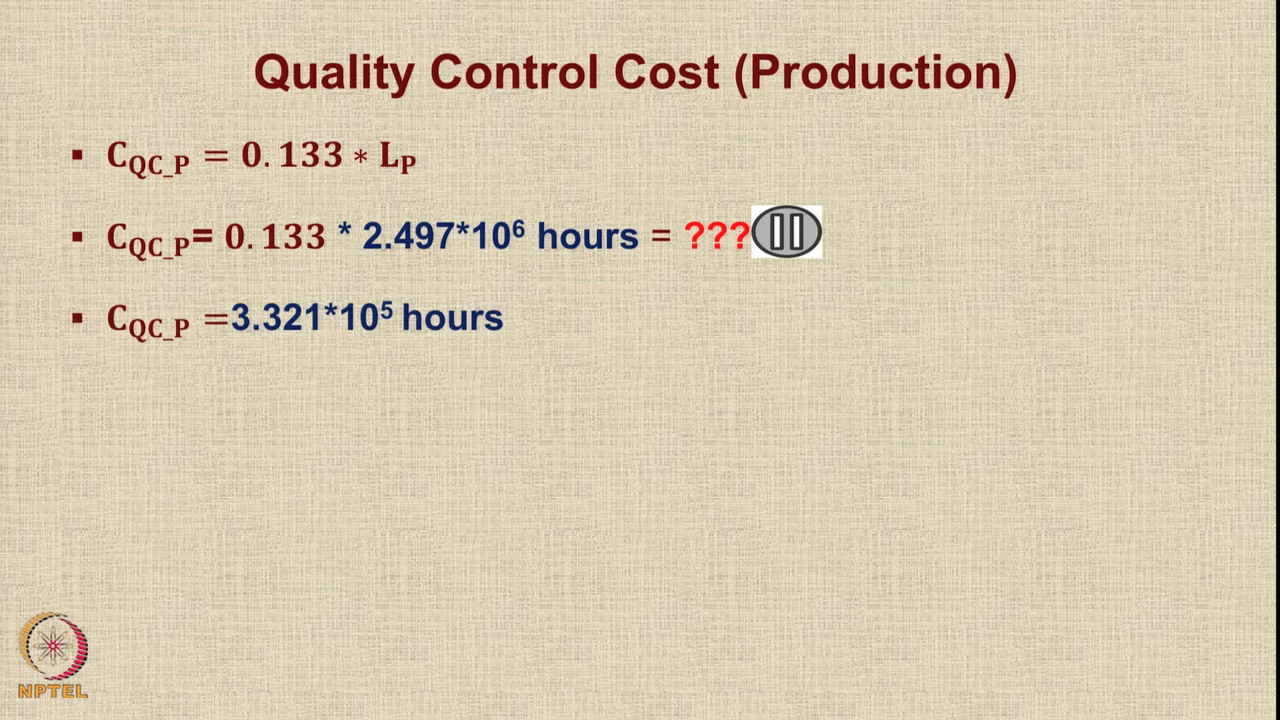 Quality Control Cost (Production)
▪ C_QC_P = 0.133 ∗ L_P
▪ C_QC_P= 0.133 * 2.497*10⁶ hours = ???
▪ C_QC_P =3.321*10⁵ hours
NPTEL